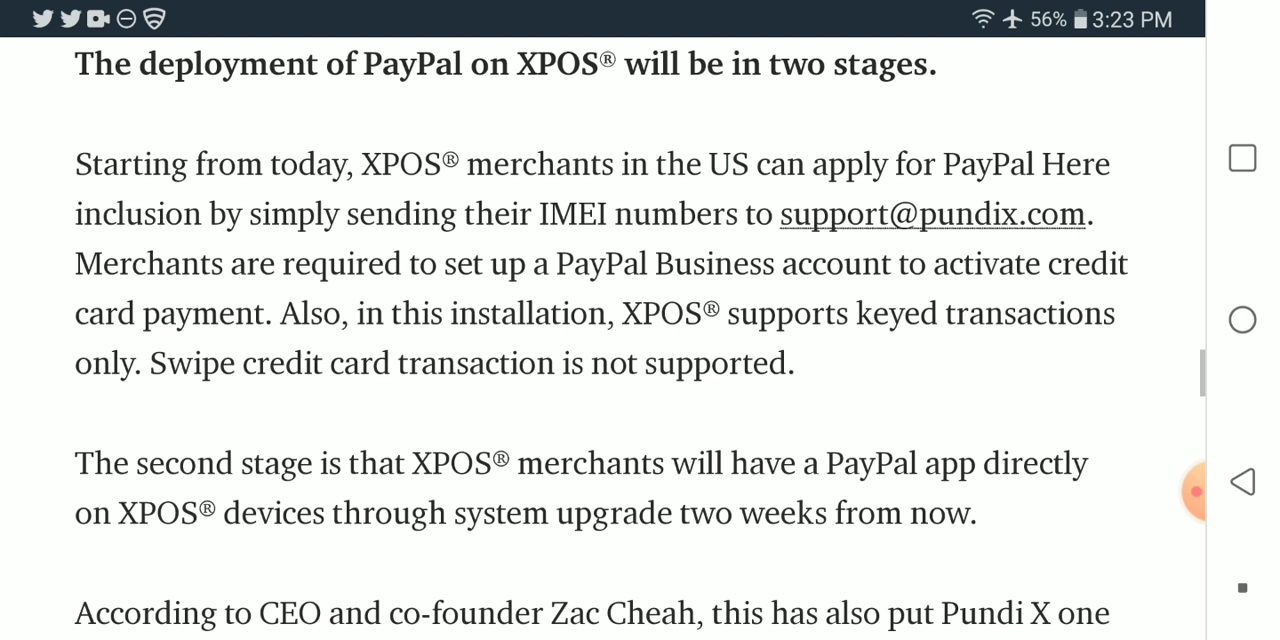 56% 3:23 PM
The deployment of PayPal on XPOS® will be in two stages.
Starting from today, XPOS® merchants in the US can apply for PayPal Here
inclusion by simply sending their IMEI numbers to support@pundix.com.
Merchants are required to set up a PayPal Business account to activate credit
card payment. Also, in this installation, XPOS® supports keyed transactions
only. Swipe credit card transaction is not supported.
The second stage is that XPOS® merchants will have a PayPal app directly
on XPOS® devices through system upgrade two weeks from now.
According to CEO and co-founder Zac Cheah, this has also put Pundi X one